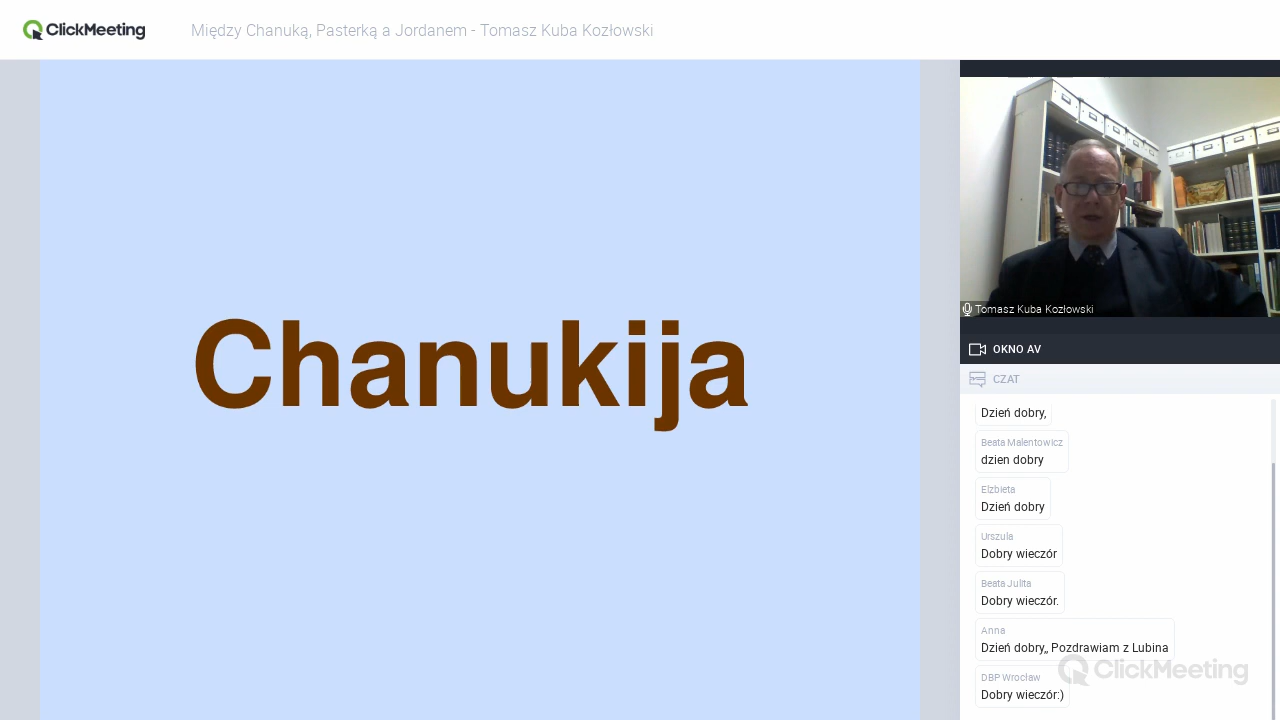 ClickMeeting
Między Chanuką, Pasterką a Jordanem - Tomasz Kuba Kozłowski
Chanukija
Tomasz Kuba Kozłowski
OKNO AV
CZAT
Dzień dobry,
Beata Malentowicz
dzien dobry
Elzbieta
Dzień dobry
Urszula
Dobry wieczór
Beata Julita
Dobry wieczór.
Anna
Dzień dobry,, Pozdrawiam z Lubina
DBP Wrocław
Dobry wieczór:)
ClickMeeting